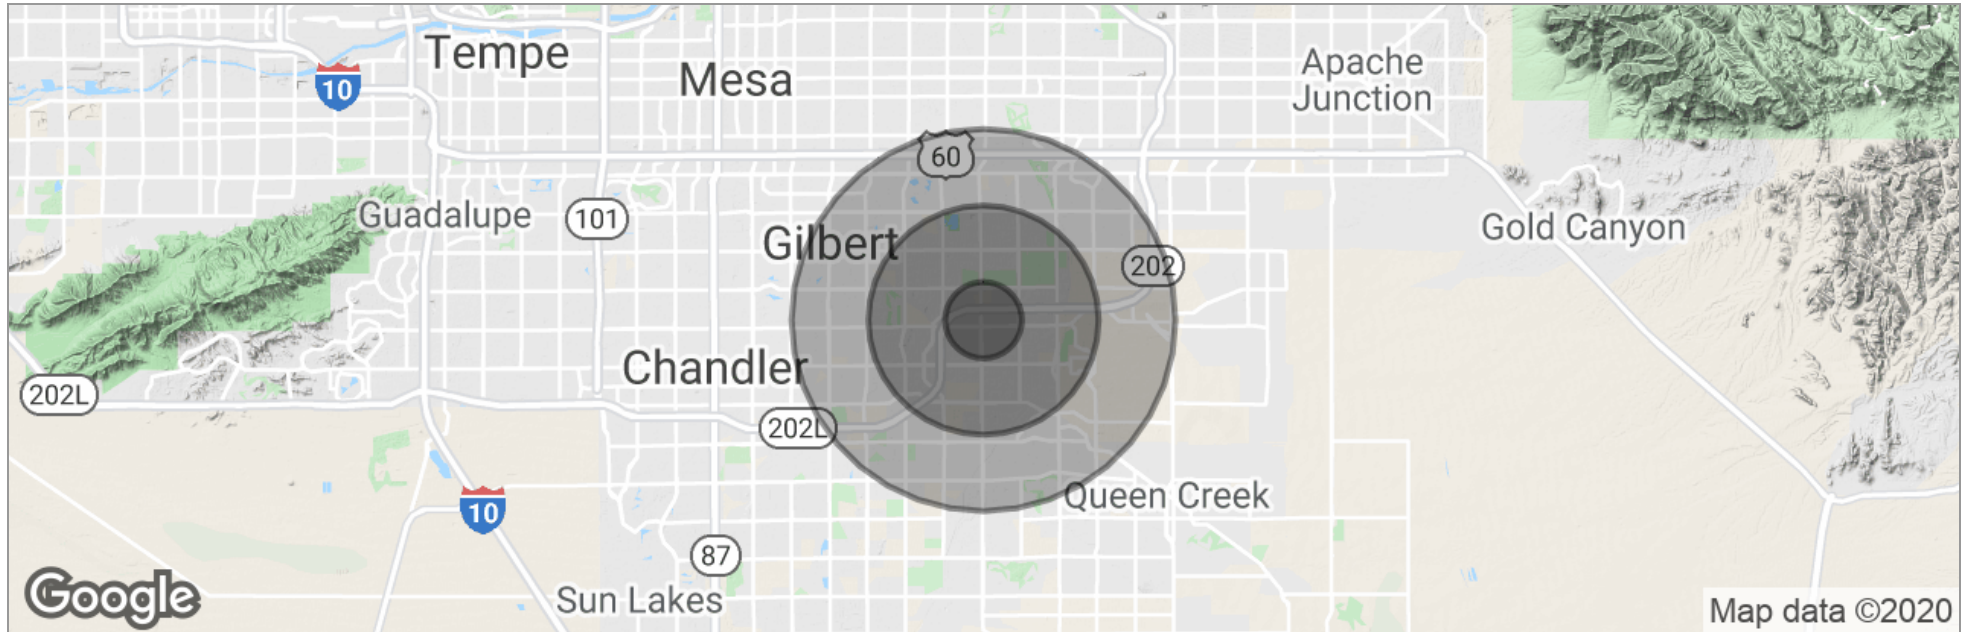 Tempe
Mesa
Apache
Junction
10
60
Guadalupe
101
Gilbert
Gold Canyon
202
Chandler
202L
202L
Queen Creek
10
87
Sun Lakes
Google
Map data ©2020